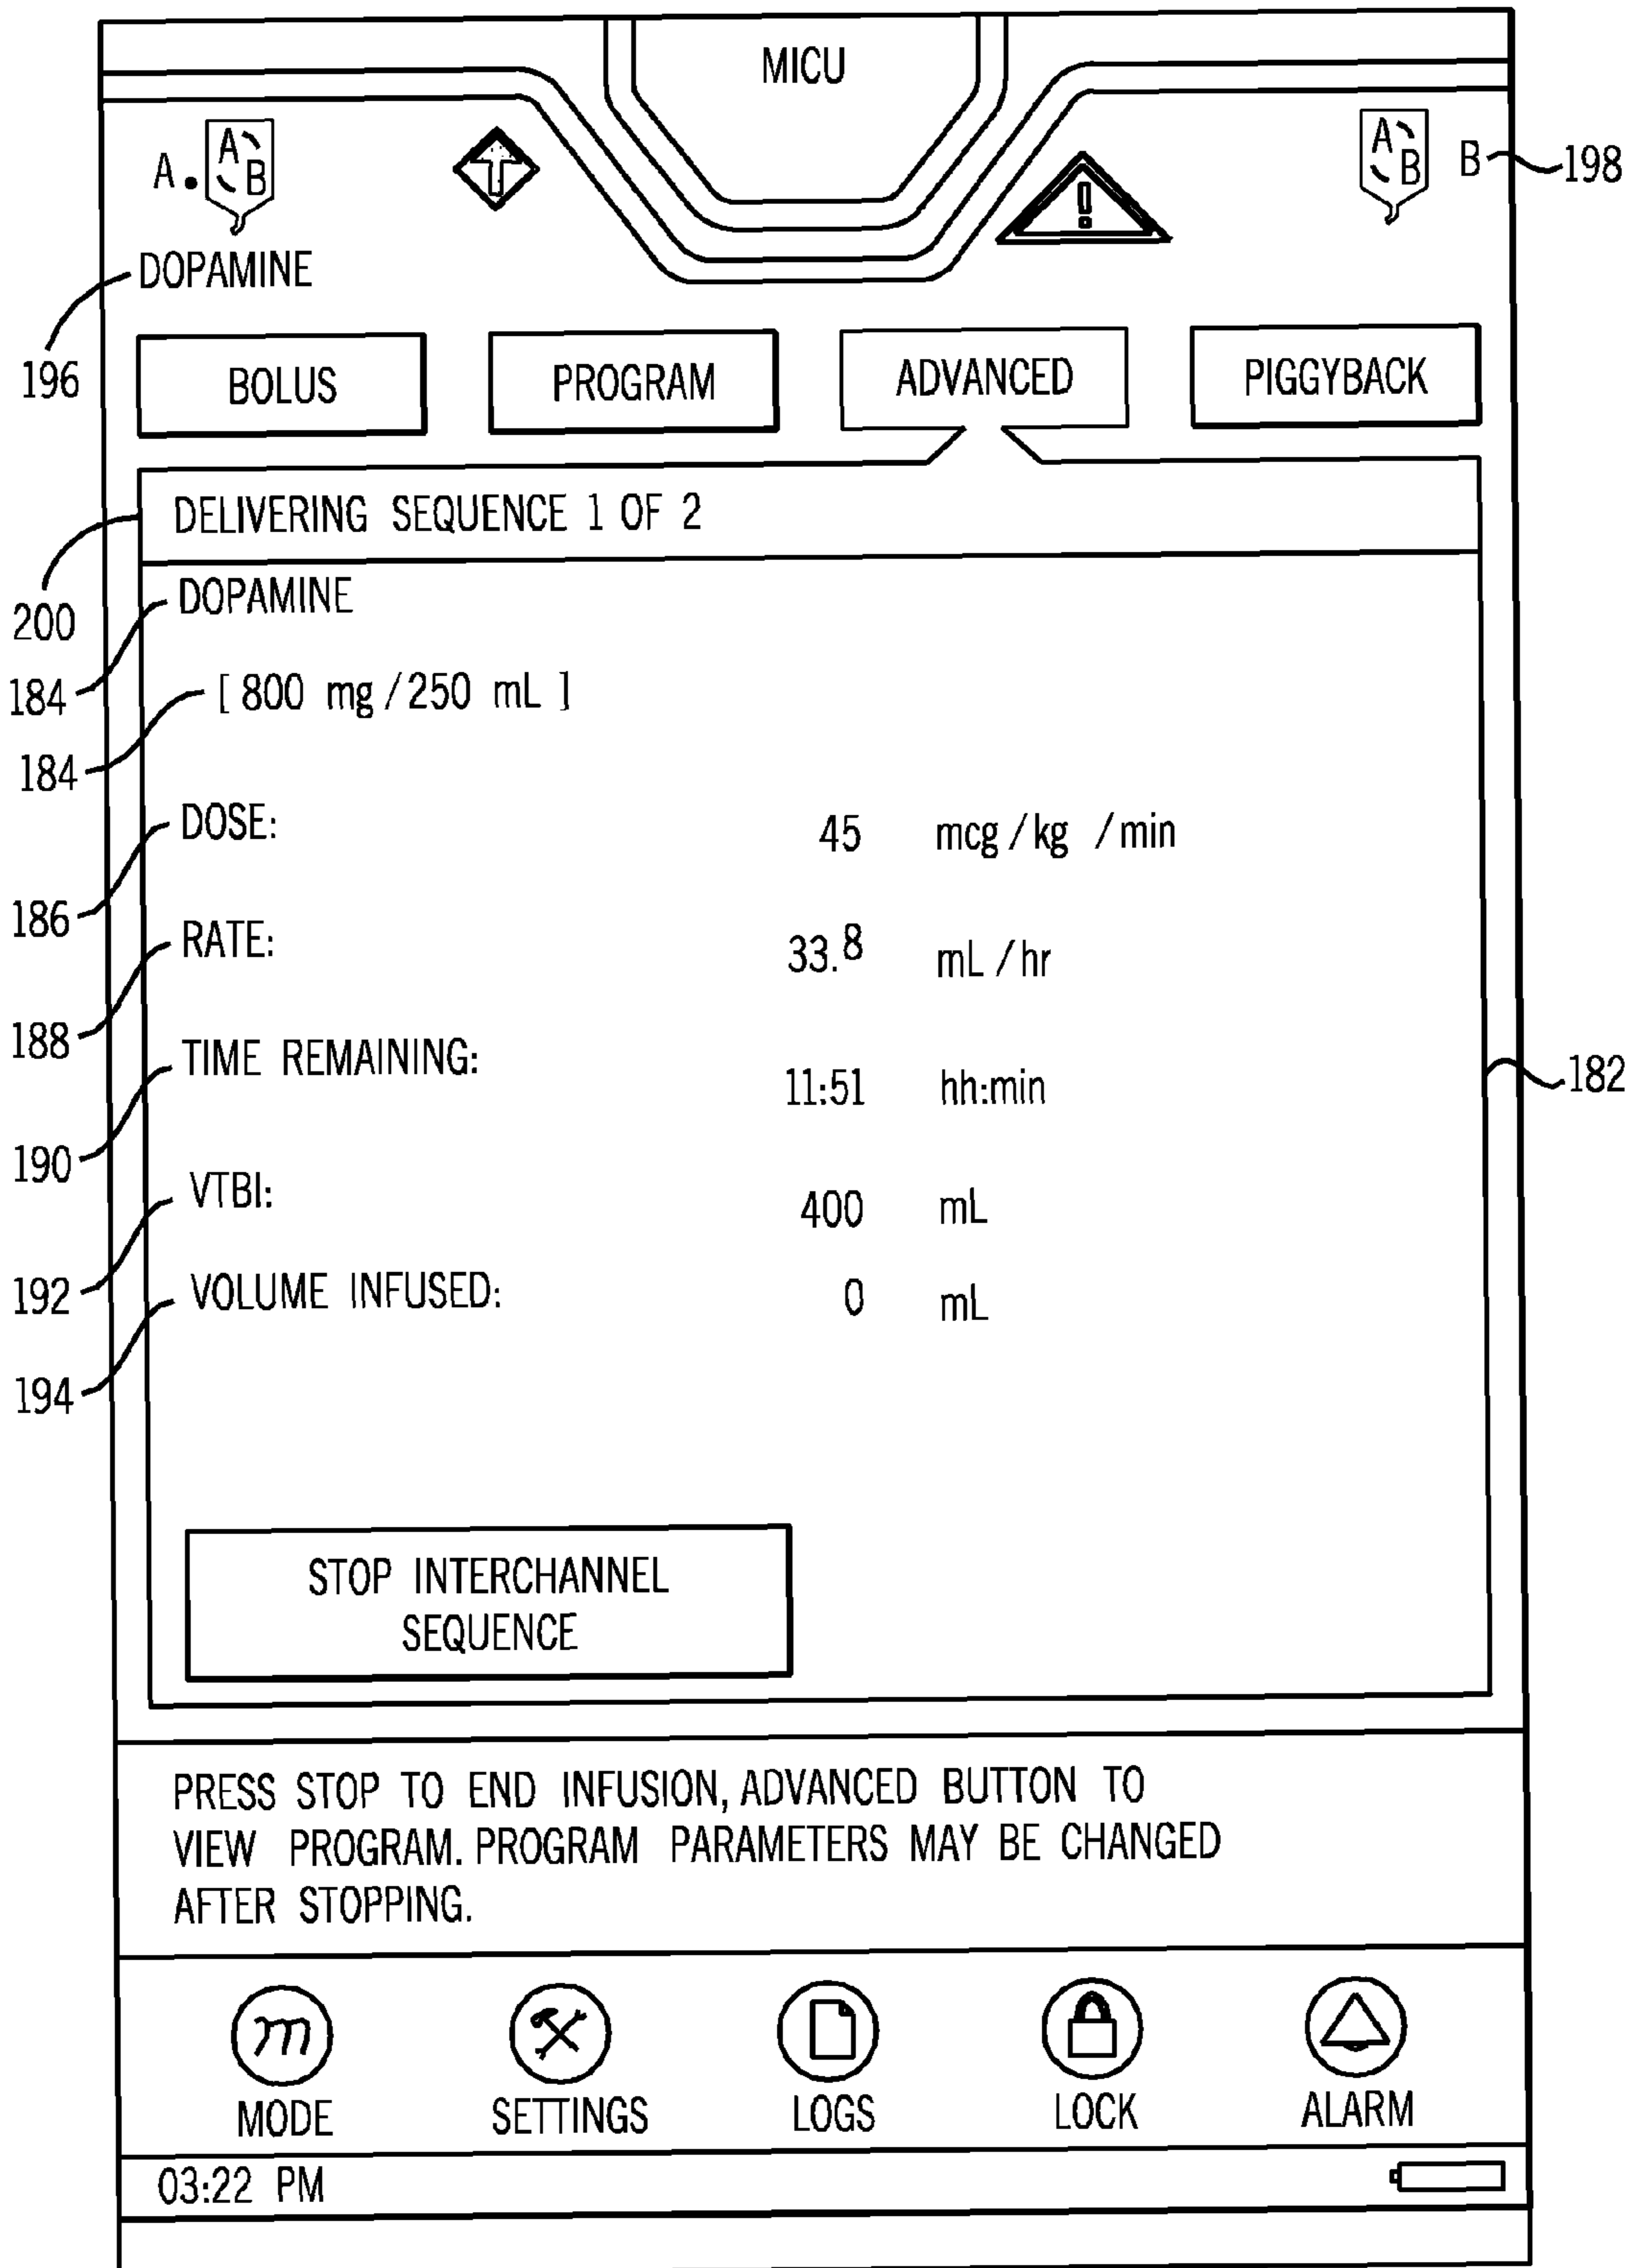 MICU
A.
A
B
A
B
B
198
DOPAMINE
196
BOLUS
PROGRAM
ADVANCED
PIGGYBACK
DELIVERING SEQUENCE 1 OF 2
200
DOPAMINE
184
[ 800 mg /250 mL ]
184
DOSE: 45 mcg /kg /min
186
RATE: 33.8 mL /hr
188
TIME REMAINING: 11:51 hh:min
182
190
VTBI: 400 mL
192
VOLUME INFUSED: 0 mL
194
STOP INTERCHANNEL
SEQUENCE
PRESS STOP TO END INFUSION, ADVANCED BUTTON TO
VIEW PROGRAM. PROGRAM PARAMETERS MAY BE CHANGED
AFTER STOPPING.
m
MODE
SETTINGS
LOGS
LOCK
ALARM
03:22 PM